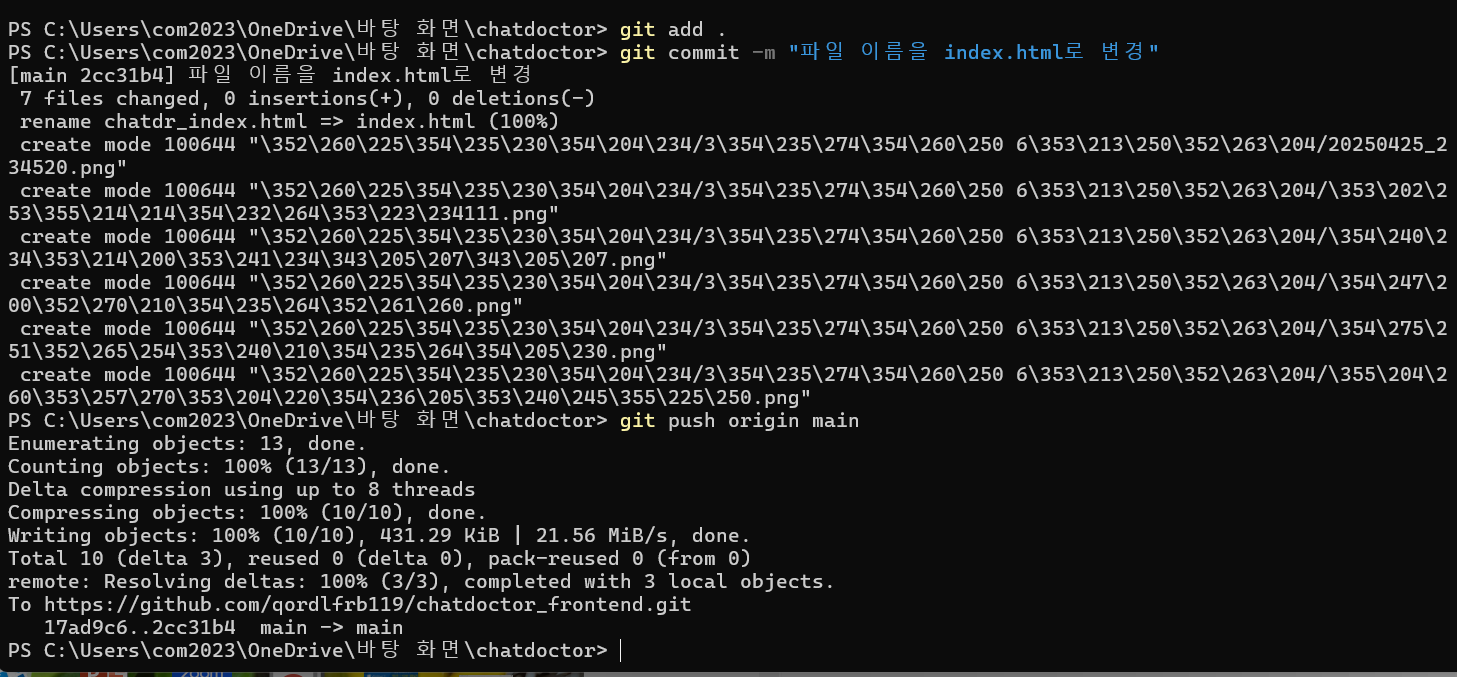 PS C:\Users\com2023\OneDrive\바탕 화면\chatdoctor> git add .
PS C:\Users\com2023\OneDrive\바탕 화면\chatdoctor> git commit -m "파일 이름을 index.html로 변경"
[main 2cc31b4] 파일 이름을 index.html로 변경
 7 files changed, 0 insertions(+), 0 deletions(-)
 rename chatdr_index.html => index.html (100%)
 create mode 100644 "\352\260\225\354\235\230\354\204\234/3\354\235\274\354\260\250 6\353\213\250\352\263\204/20250425_2
34520.png"
 create mode 100644 "\352\260\225\354\235\230\354\204\234/3\354\235\274\354\260\250 6\353\213\250\352\263\204/\353\202\2
53\355\214\214\354\232\264\353\223\234111.png"
 create mode 100644 "\352\260\225\354\235\230\354\204\234/3\354\235\274\354\260\250 6\353\213\250\352\263\204/\354\240\2
34\353\214\200\353\241\234\343\205\207\343\205\207.png"
 create mode 100644 "\352\260\225\354\235\230\354\204\234/3\354\235\274\354\260\250 6\353\213\250\352\263\204/\354\247\2
00\352\270\210\354\235\264\352\261\260.png"
 create mode 100644 "\352\260\225\354\235\230\354\204\234/3\354\235\274\354\260\250 6\353\213\250\352\263\204/\354\275\2
51\352\265\254\353\240\210\354\235\264\354\205\230.png"
 create mode 100644 "\352\260\225\354\235\230\354\204\234/3\354\235\274\354\260\250 6\353\213\250\352\263\204/\355\204\2
60\353\257\270\353\204\220\354\236\205\353\240\245\355\225\250.png"
PS C:\Users\com2023\OneDrive\바탕 화면\chatdoctor> git push origin main
Enumerating objects: 13, done.
Counting objects: 100% (13/13), done.
Delta compression using up to 8 threads
Compressing objects: 100% (10/10), done.
Writing objects: 100% (10/10), 431.29 KiB | 21.56 MiB/s, done.
Total 10 (delta 3), reused 0 (delta 0), pack-reused 0 (from 0)
remote: Resolving deltas: 100% (3/3), completed with 3 local objects.
To https://github.com/qordlfrb119/chatdoctor_frontend.git
   17ad9c6..2cc31b4  main -> main
PS C:\Users\com2023\OneDrive\바탕 화면\chatdoctor>
zoom